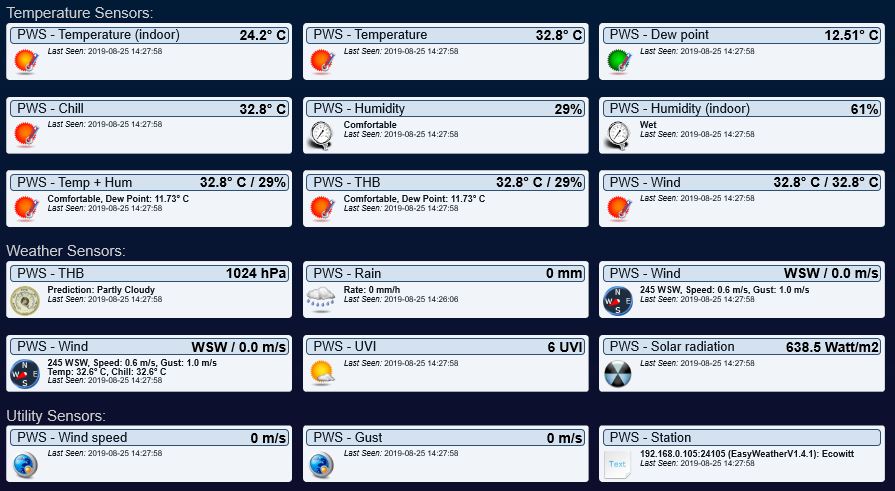 Temperature Sensors:
PWS - Temperature (indoor) 24.2° C
Last Seen: 2019-08-25 14:27:58
PWS - Temperature 32.8° C
Last Seen: 2019-08-25 14:27:58
PWS - Dew point 12.51° C
Last Seen: 2019-08-25 14:27:58
PWS - Chill 32.8° C
Last Seen: 2019-08-25 14:27:58
PWS - Humidity 29%
Comfortable
Last Seen: 2019-08-25 14:27:58
PWS - Humidity (indoor) 61%
Wet
Last Seen: 2019-08-25 14:27:58
PWS - Temp + Hum 32.8° C / 29%
Comfortable, Dew Point: 11.73° C
Last Seen: 2019-08-25 14:27:58
PWS - THB 32.8° C / 29%
Comfortable, Dew Point: 11.73° C
Last Seen: 2019-08-25 14:27:58
PWS - Wind 32.8° C / 32.8° C
Last Seen: 2019-08-25 14:27:58
Weather Sensors:
PWS - THB 1024 hPa
Prediction: Partly Cloudy
Last Seen: 2019-08-25 14:27:58
PWS - Rain 0 mm
Rate: 0 mm/h
Last Seen: 2019-08-25 14:26:06
PWS - Wind WSW / 0.0 m/s
N
W E
S
245 WSW, Speed: 0.6 m/s, Gust: 1.0 m/s
Last Seen: 2019-08-25 14:27:58
PWS - Wind WSW / 0.0 m/s
N
W E
S
245 WSW, Speed: 0.6 m/s, Gust: 1.0 m/s
Temp: 32.6° C, Chill: 32.6° C
Last Seen: 2019-08-25 14:27:58
PWS - UVI 6 UVI
Last Seen: 2019-08-25 14:27:58
PWS - Solar radiation 638.5 Watt/m2
Last Seen: 2019-08-25 14:27:58
Utility Sensors:
PWS - Wind speed 0 m/s
Last Seen: 2019-08-25 14:27:58
PWS - Gust 0 m/s
Last Seen: 2019-08-25 14:27:58
PWS - Station
Text
192.168.0.105:24105 (EasyWeatherV1.4.1): Ecowitt
Last Seen: 2019-08-25 14:27:58